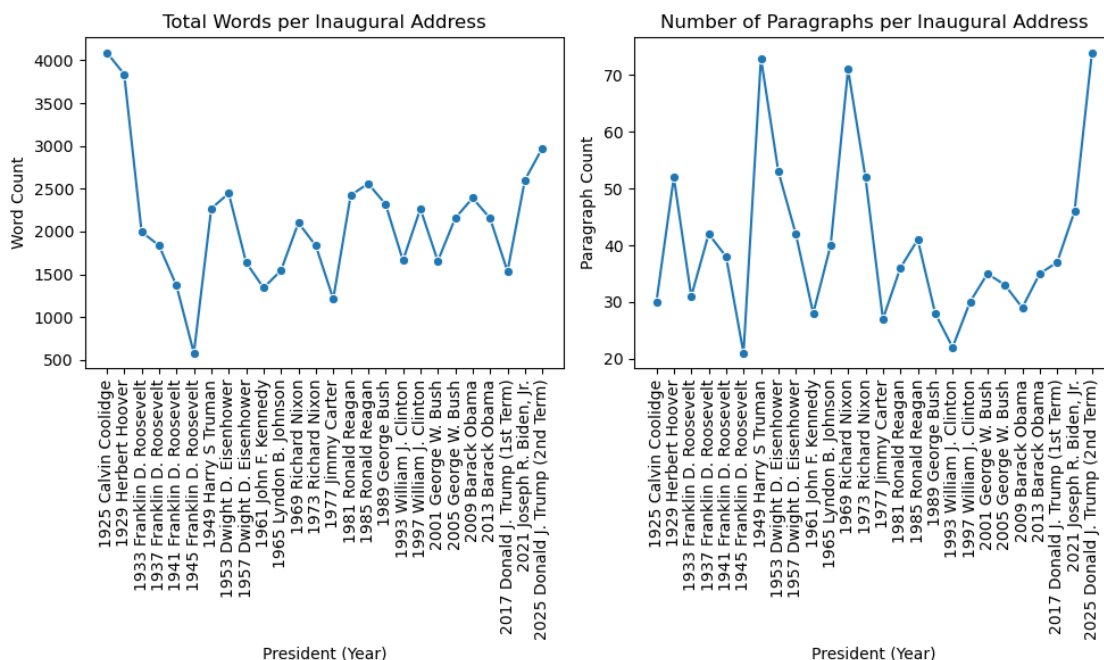 Total Words per Inaugural Address
Word Count
4000
3500
3000
2500
2000
1500
1000
500
1925 Calvin Coolidge
1929 Herbert Hoover
1933 Franklin D. Roosevelt
1937 Franklin D. Roosevelt
1941 Franklin D. Roosevelt
1945 Franklin D. Roosevelt
1949 Harry S Truman
1953 Dwight D. Eisenhower
1957 Dwight D. Eisenhower
1961 John F. Kennedy
1965 Lyndon B. Johnson
1969 Richard Nixon
1973 Richard Nixon
1977 Jimmy Carter
1981 Ronald Reagan
1985 Ronald Reagan
1989 George Bush
1993 William J. Clinton
1997 William J. Clinton
2001 George W. Bush
2005 George W. Bush
2009 Barack Obama
2013 Barack Obama
2017 Donald J. Trump (1st Term)
2021 Joseph R. Biden, Jr.
2025 Donald J. Trump (2nd Term)
President (Year)
Number of Paragraphs per Inaugural Address
Paragraph Count
70
60
50
40
30
20
1925 Calvin Coolidge
1929 Herbert Hoover
1933 Franklin D. Roosevelt
1937 Franklin D. Roosevelt
1941 Franklin D. Roosevelt
1945 Franklin D. Roosevelt
1949 Harry S Truman
1953 Dwight D. Eisenhower
1957 Dwight D. Eisenhower
1961 John F. Kennedy
1965 Lyndon B. Johnson
1969 Richard Nixon
1973 Richard Nixon
1977 Jimmy Carter
1981 Ronald Reagan
1985 Ronald Reagan
1989 George Bush
1993 William J. Clinton
1997 William J. Clinton
2001 George W. Bush
2005 George W. Bush
2009 Barack Obama
2013 Barack Obama
2017 Donald J. Trump (1st Term)
2021 Joseph R. Biden, Jr.
2025 Donald J. Trump (2nd Term)
President (Year)